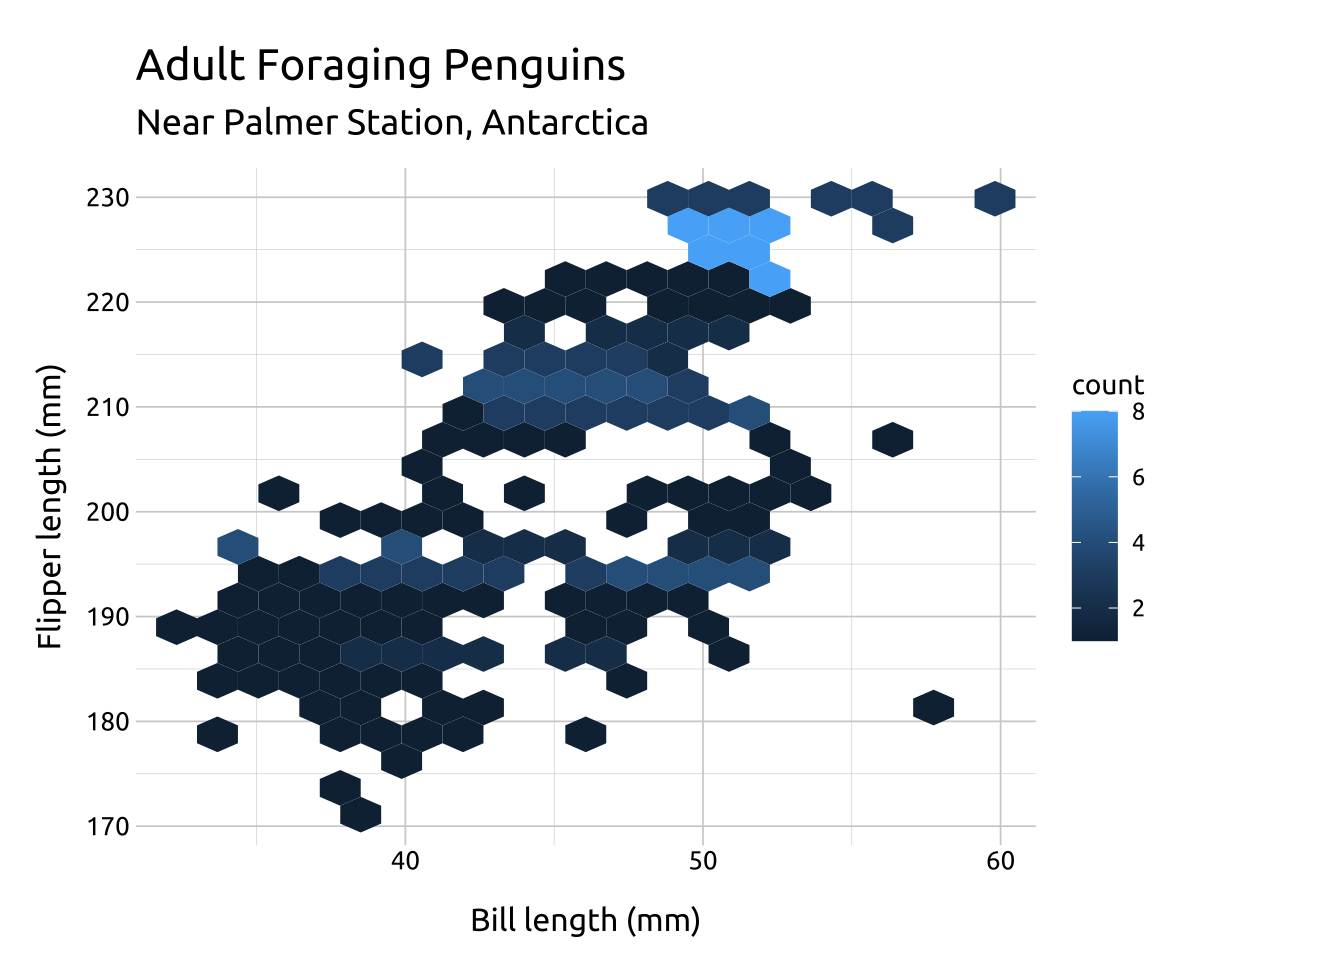 Adult Foraging Penguins
Near Palmer Station, Antarctica
230
220
210
200
190
180
170
Flipper length (mm)
40 50 60
Bill length (mm)
count
8
6
4
2